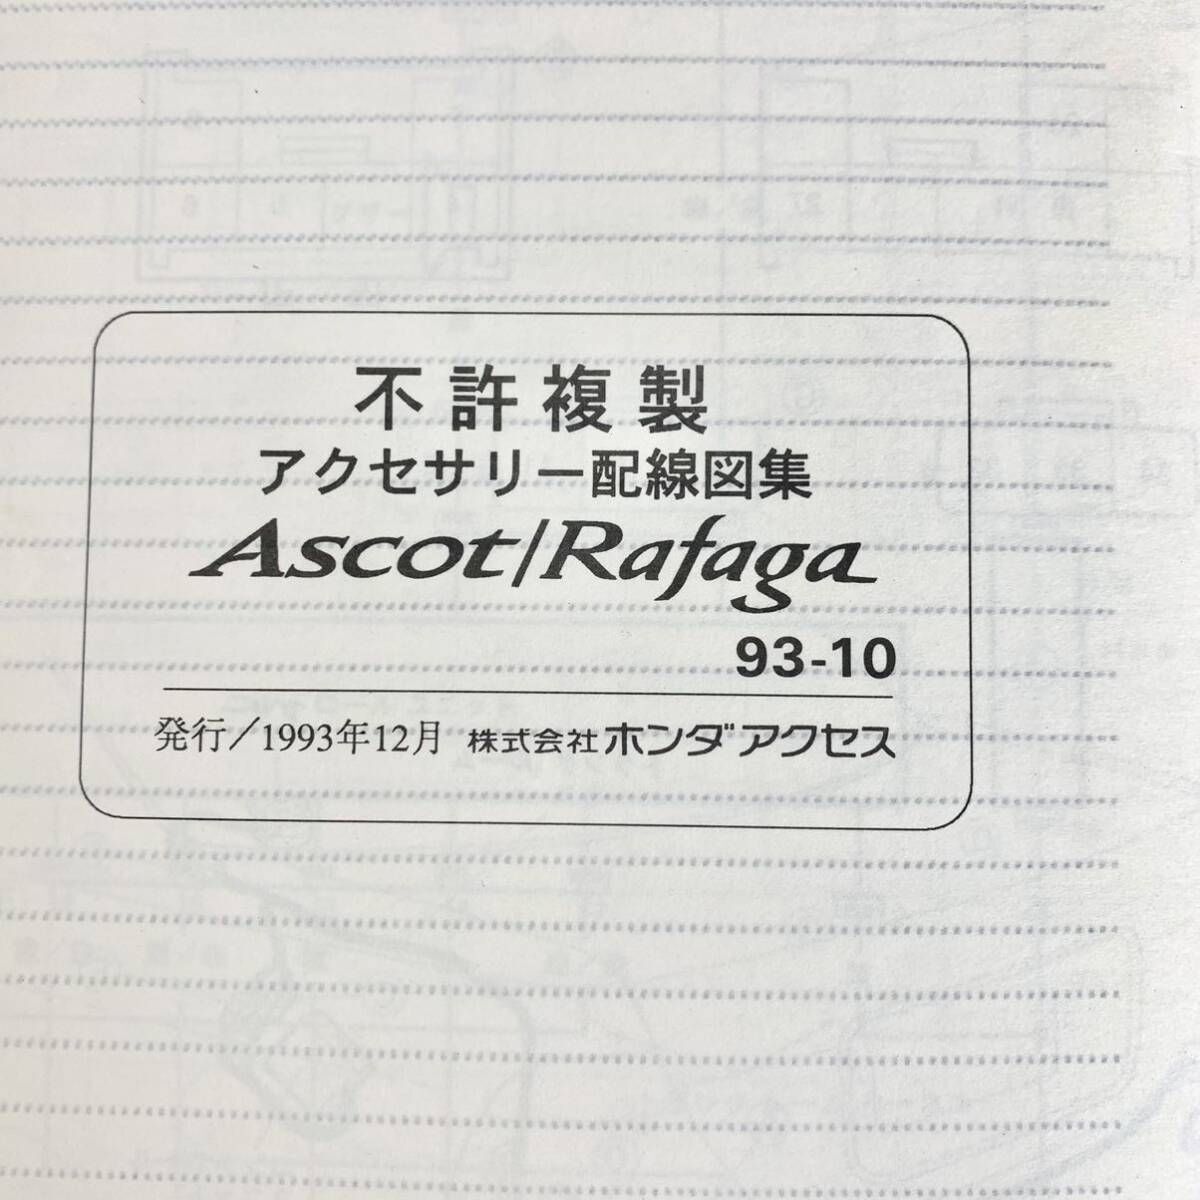 不許複製
アクセサリー配線図集
Ascot/Rafaga
93-10
発行/1993年12月 株式会社ホンダアクセス